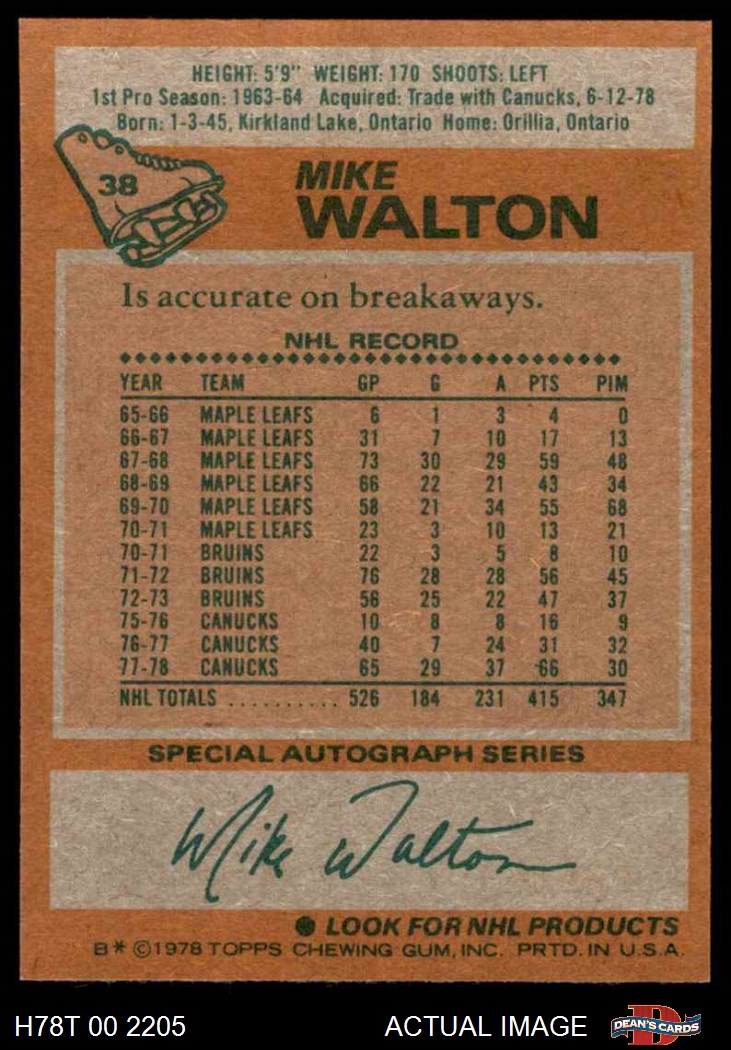 HEIGHT: 5'9" WEIGHT: 170 SHOOTS: LEFT
1st Pro Season: 1963-64 Acquired: Trade with Canucks, 6-12-78
Born: 1-3-45, Kirkland Lake, Ontario Home: Orillia, Ontario
38
MIKE
WALTON
Is accurate on breakaways.
NHL RECORD
YEAR TEAM GP G A PTS PIM
65-66 MAPLE LEAFS 6 1 3 4 0
66-67 MAPLE LEAFS 31 7 10 17 13
67-68 MAPLE LEAFS 73 30 29 59 48
68-69 MAPLE LEAFS 66 22 21 43 34
69-70 MAPLE LEAFS 58 21 34 55 68
70-71 MAPLE LEAFS 23 3 10 13 21
70-71 BRUINS 22 3 5 8 10
71-72 BRUINS 76 28 28 56 45
72-73 BRUINS 56 25 22 47 37
75-76 CANUCKS 10 8 8 16 9
76-77 CANUCKS 40 7 24 31 32
77-78 CANUCKS 65 29 37 66 30
NHL TOTALS .......... 526 184 231 415 347
SPECIAL AUTOGRAPH SERIES
Mike Walton
● LOOK FOR NHL PRODUCTS
B* ©1978 TOPPS CHEWING GUM, INC. PRTD. IN U.S.A.
H78T 00 2205 ACTUAL IMAGE D DEAN'S CARDS